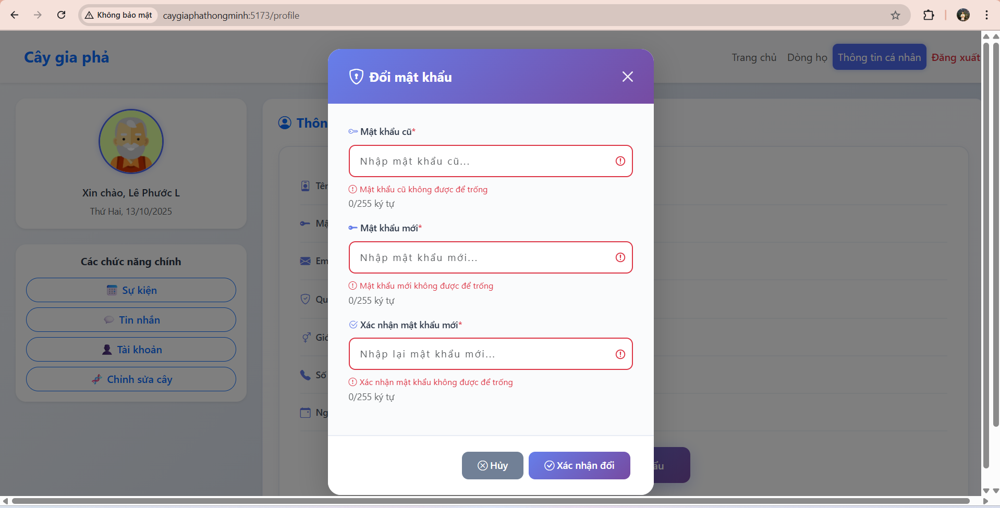 Không bảo mật
caygiaphathongminh:5173/profile
Cây gia phả
Trang chủ
Dòng họ
Thông tin cá nhân
Đăng xuất
Xin chào, Lê Phước L
Thứ Hai, 13/10/2025
Các chức năng chính
Sự kiện
Tin nhắn
Tài khoản
Chỉnh sửa cây
Thôn
Tên
Mậ
Em
Qu
Giớ
Số
Ng
Đổi mật khẩu
Mật khẩu cũ*
Nhập mật khẩu cũ...
Mật khẩu cũ không được để trống
0/255 ký tự
Mật khẩu mới*
Nhập mật khẩu mới...
Mật khẩu mới không được để trống
0/255 ký tự
Xác nhận mật khẩu mới*
Nhập lại mật khẩu mới...
Xác nhận mật khẩu không được để trống
0/255 ký tự
Hủy
Xác nhận đổi
ẩu